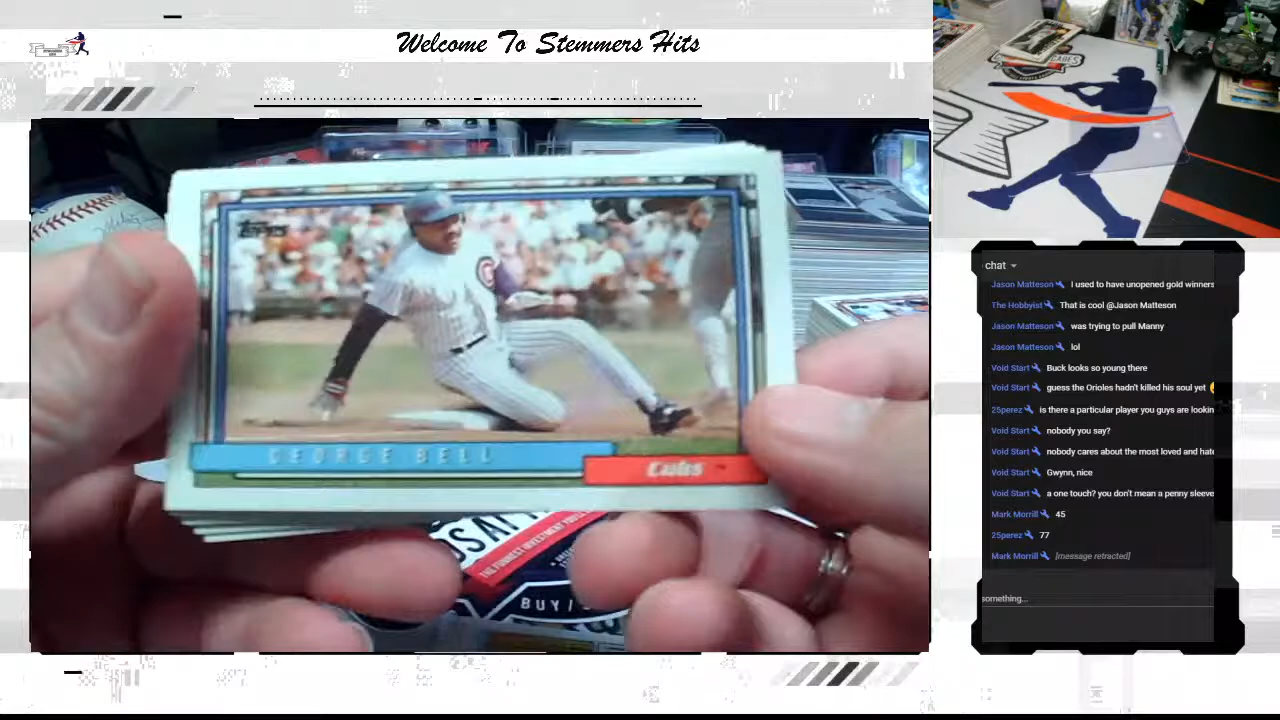 Welcome To Stemmers Hits
TOPPS
GEORGE BELL
Cubs
BUY /
chat
Jason Matteson I used to have unopened gold winners
The Hobbyist That is cool @Jason Matteson
Jason Matteson was trying to pull Manny
Jason Matteson lol
Void Start Buck looks so young there
Void Start guess the Orioles hadn't killed his soul yet
25perez is there a particular player you guys are lookin
Void Start nobody you say?
Void Start nobody cares about the most loved and hate
Void Start Gwynn, nice
Void Start a one touch? you don't mean a penny sleeve
Mark Morrill 45
25perez 77
Mark Morrill [message retracted]
something...